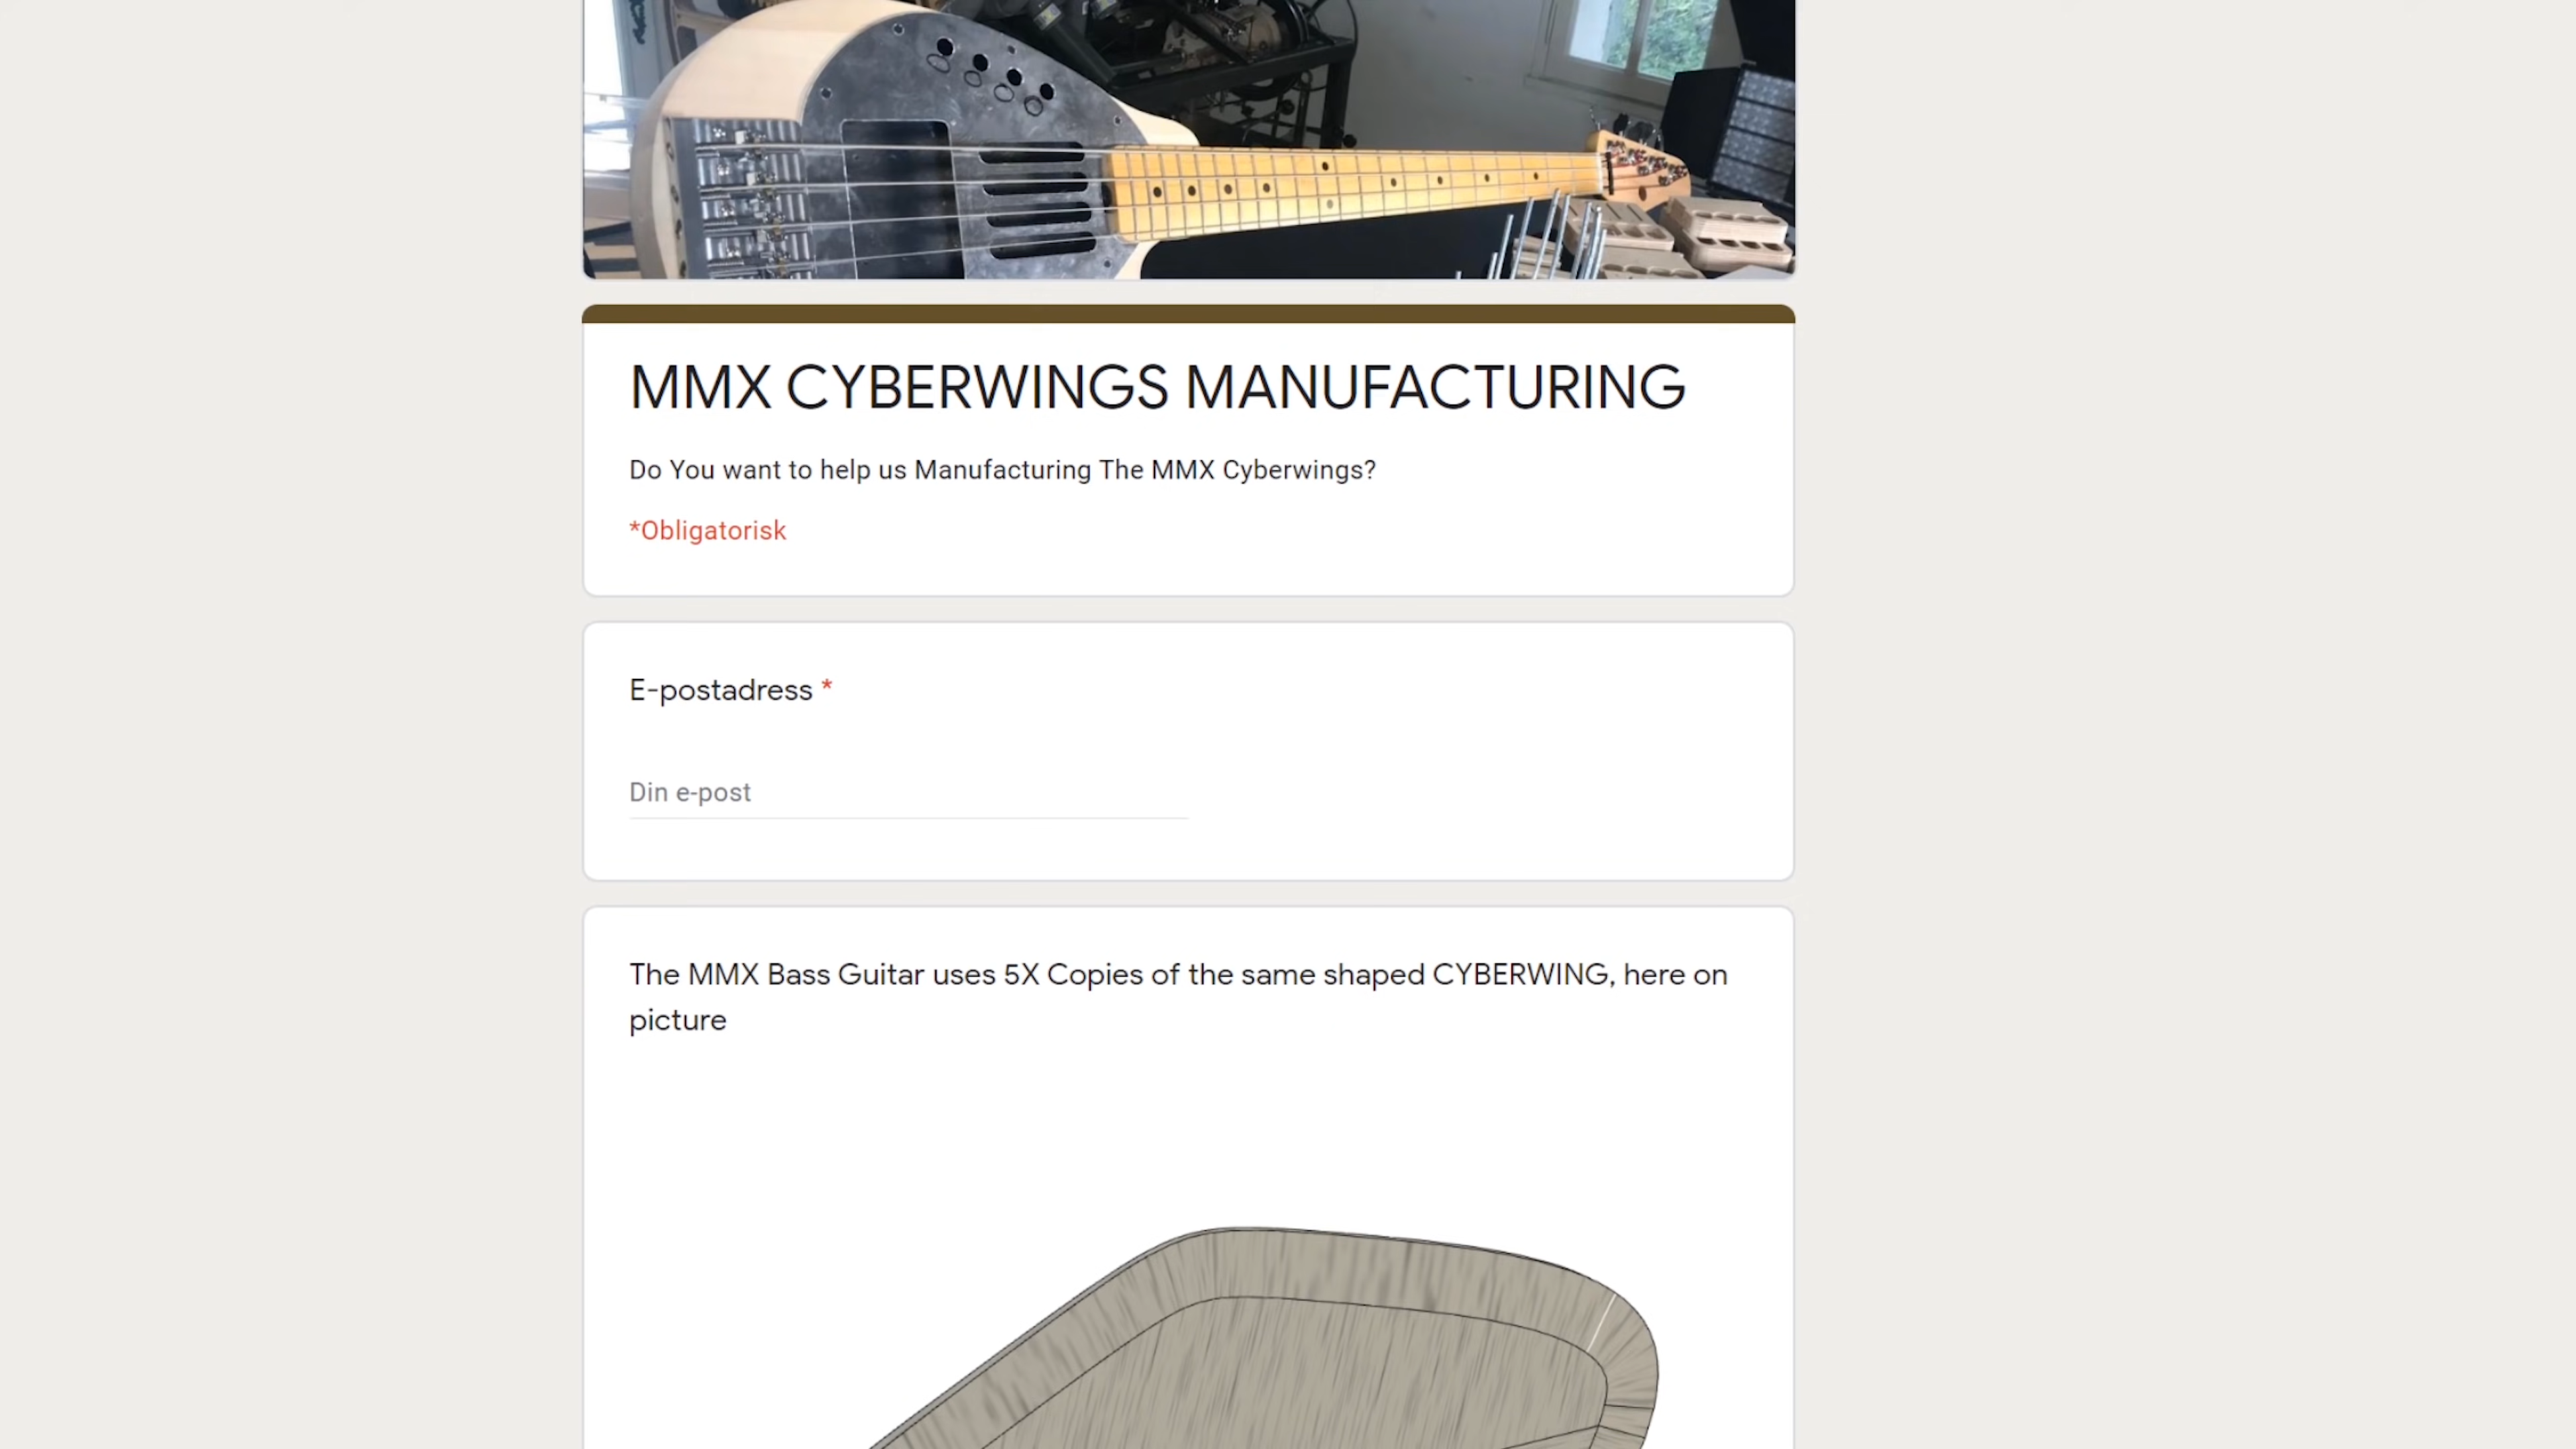 MMX CYBERWINGS MANUFACTURING
Do You want to help us Manufacturing The MMX Cyberwings?
*Obligatorisk
E-postadress *
Din e-post
The MMX Bass Guitar uses 5X Copies of the same shaped CYBERWING, here on
picture